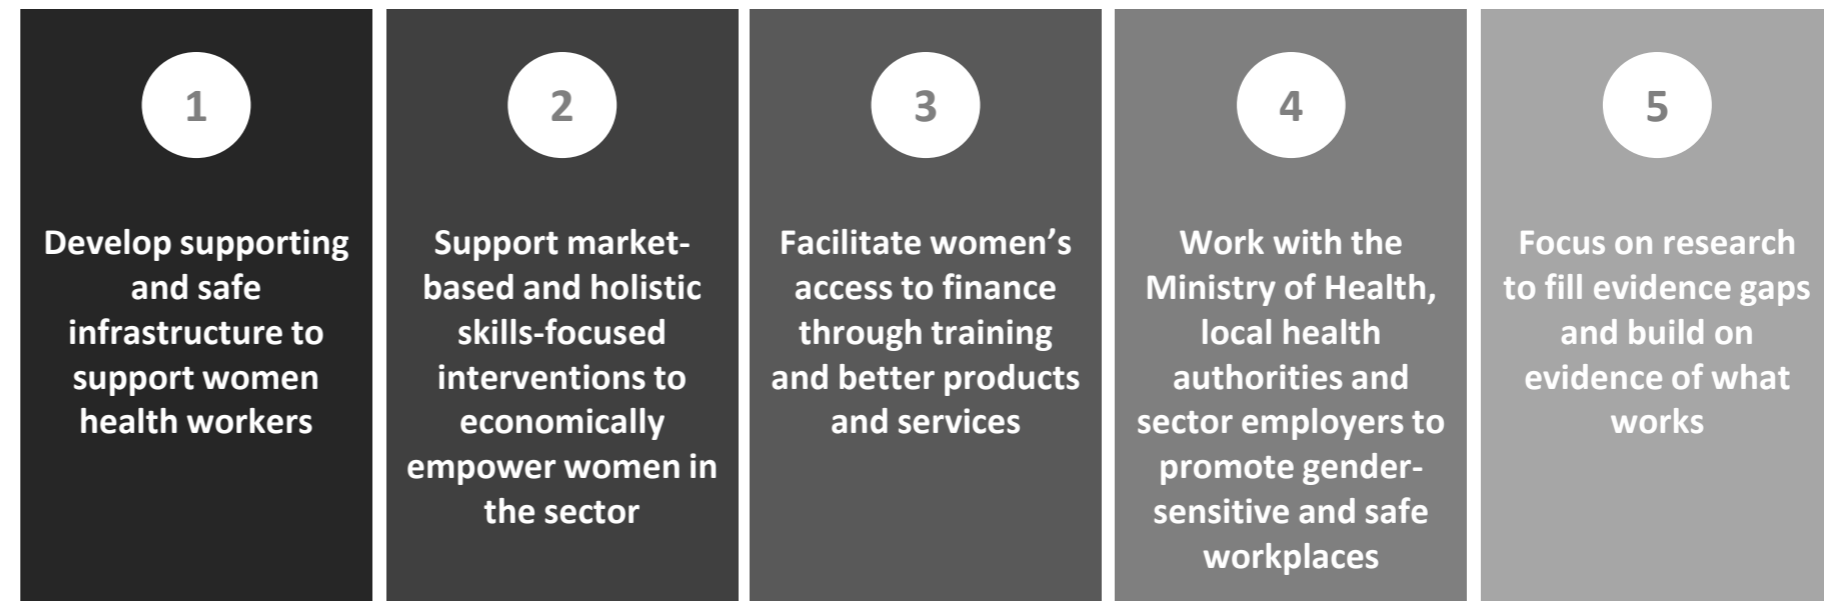 1
Develop supporting
and safe
infrastructure to
support women
health workers
2
Support market-
based and holistic
skills-focused
interventions to
economically
empower women in
the sector
3
Facilitate women’s
access to finance
through training
and better products
and services
4
Work with the
Ministry of Health,
local health
authorities and
sector employers to
promote gender-
sensitive and safe
workplaces
5
Focus on research
to fill evidence gaps
and build on
evidence of what
works